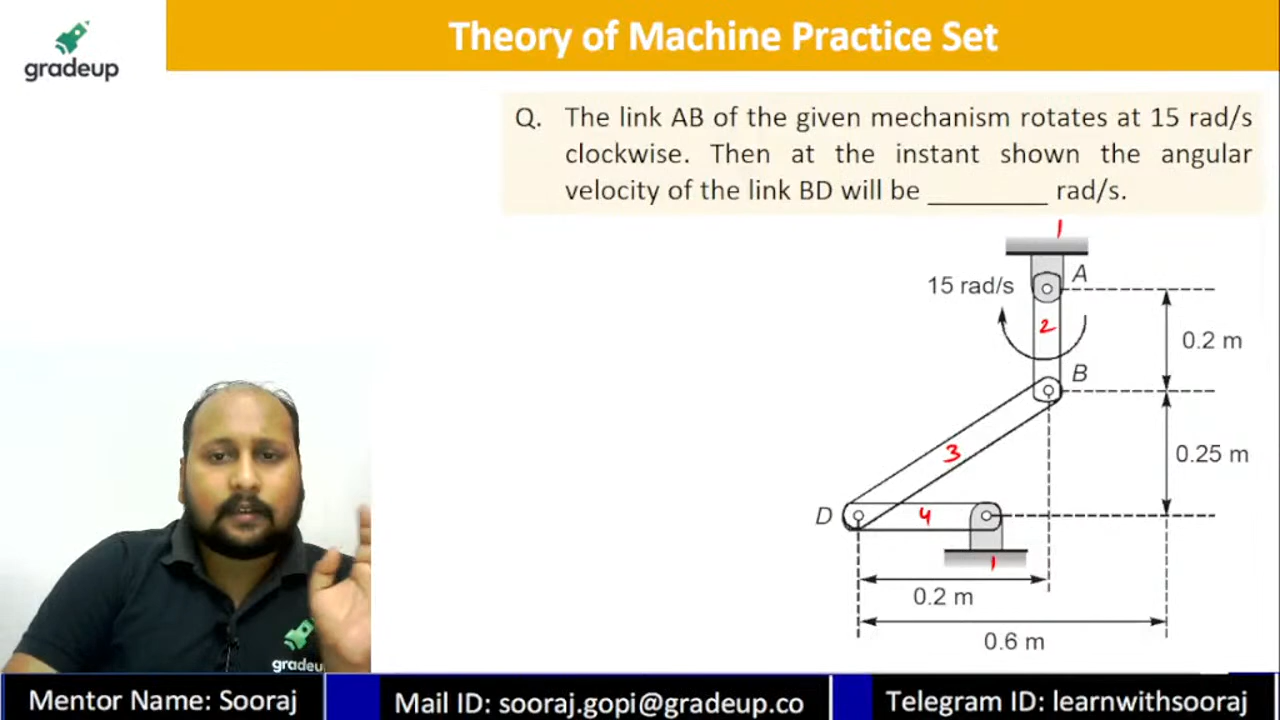 Theory of Machine Practice Set
gradeup
Q. The link AB of the given mechanism rotates at 15 rad/s
clockwise. Then at the instant shown the angular
velocity of the link BD will be ________ rad/s.
1
A
15 rad/s
2
0.2 m
B
3
0.25 m
D
4
1
0.2 m
0.6 m
gradeu
Mentor Name: Sooraj
Mail ID: sooraj.gopi@gradeup.co
Telegram ID: learnwithsooraj